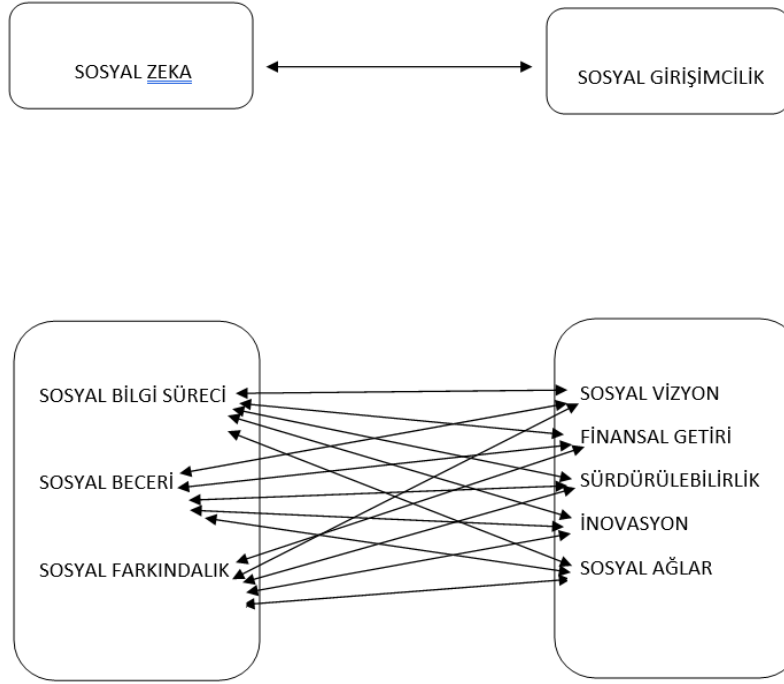 SOSYAL ZEKA
SOSYAL GİRİŞİMCİLİK
SOSYAL BİLGİ SÜRECİ
SOSYAL BECERİ
SOSYAL FARKINDALIK
SOSYAL VİZYON
FİNANSAL GETİRİ
SÜRDÜRÜLEBİLİRLİK
İNOVASYON
SOSYAL AĞLAR